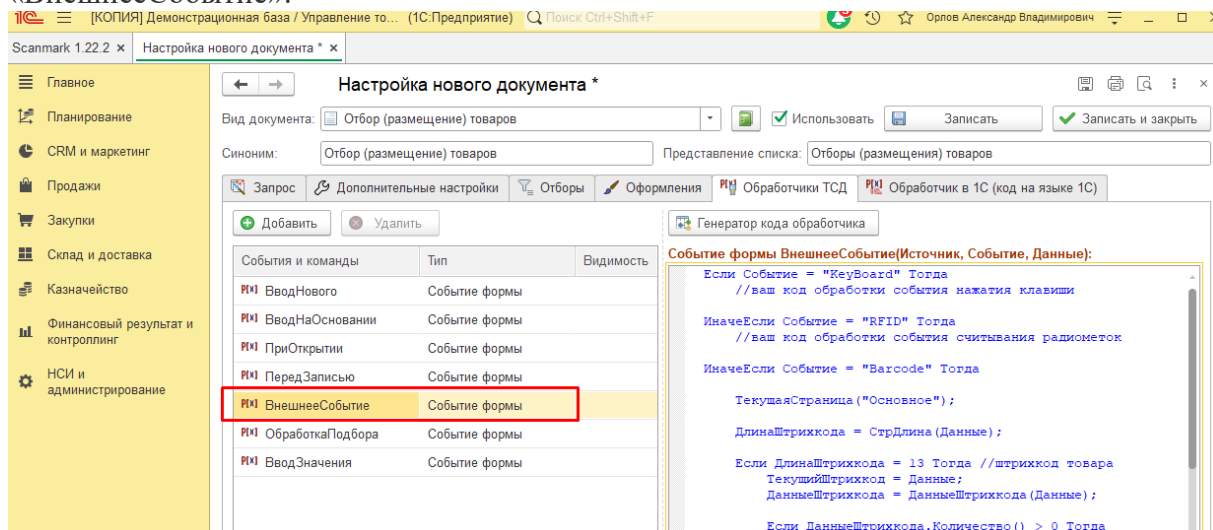 «ВнешнееСобытие».
[КОПИЯ] Демонстрационная база / Управление то... (1С:Предприятие) Поиск Ctrl+Shift+F Орлов Александр Владимирович
Scanmark 1.22.2 × Настройка нового документа * ×
Главное
Планирование
CRM и маркетинг
Продажи
Закупки
Склад и доставка
Казначейство
Финансовый результат и
контроллинг
НСИ и
администрирование
Настройка нового документа *
Вид документа: Отбор (размещение) товаров Использовать Записать Записать и закрыть
Синоним: Отбор (размещение) товаров Представление списка: Отборы (размещения) товаров
Запрос Дополнительные настройки Отборы Оформления Обработчики ТСД Обработчик в 1С (код на языке 1С)
Добавить Удалить
События и команды Тип Видимость
ВводНового Событие формы
ВводНаОсновании Событие формы
ПриОткрытии Событие формы
ПередЗаписью Событие формы
ВнешнееСобытие Событие формы
ОбработкаПодбора Событие формы
ВводЗначения Событие формы
Генератор кода обработчика
Событие формы ВнешнееСобытие(Источник, Событие, Данные):
Если Событие = "KeyBoard" Тогда
//ваш код обработки события нажатия клавиши
ИначеЕсли Событие = "RFID" Тогда
//ваш код обработки события считывания радиометок
ИначеЕсли Событие = "Barcode" Тогда
ТекущаяСтраница("Основное");
ДлинаШтрихкода = СтрДлина(Данные);
Если ДлинаШтрихкода = 13 Тогда //штрихкод товара
ТекущийШтрихкод = Данные;
ДанныеШтрихкода = ДанныеШтрихкода(Данные);
Если ДанныеШтрихкода.Количество() > 0 Тогда